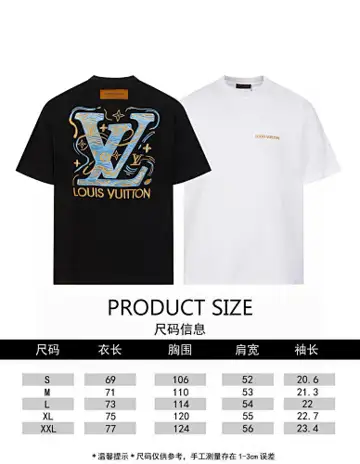 LV
LOUIS VUITTON
LOUIS VUITTON
PRODUCT SIZE
尺码信息
尺码 衣长 胸围 肩宽 袖长
S 69 106 52 20.6
M 71 110 53 21.3
L 73 114 54 22
XL 75 120 55 22.7
XXL 77 124 56 23.4
*温馨提示*尺码仅供参考，手工测量存在1-3cm误差